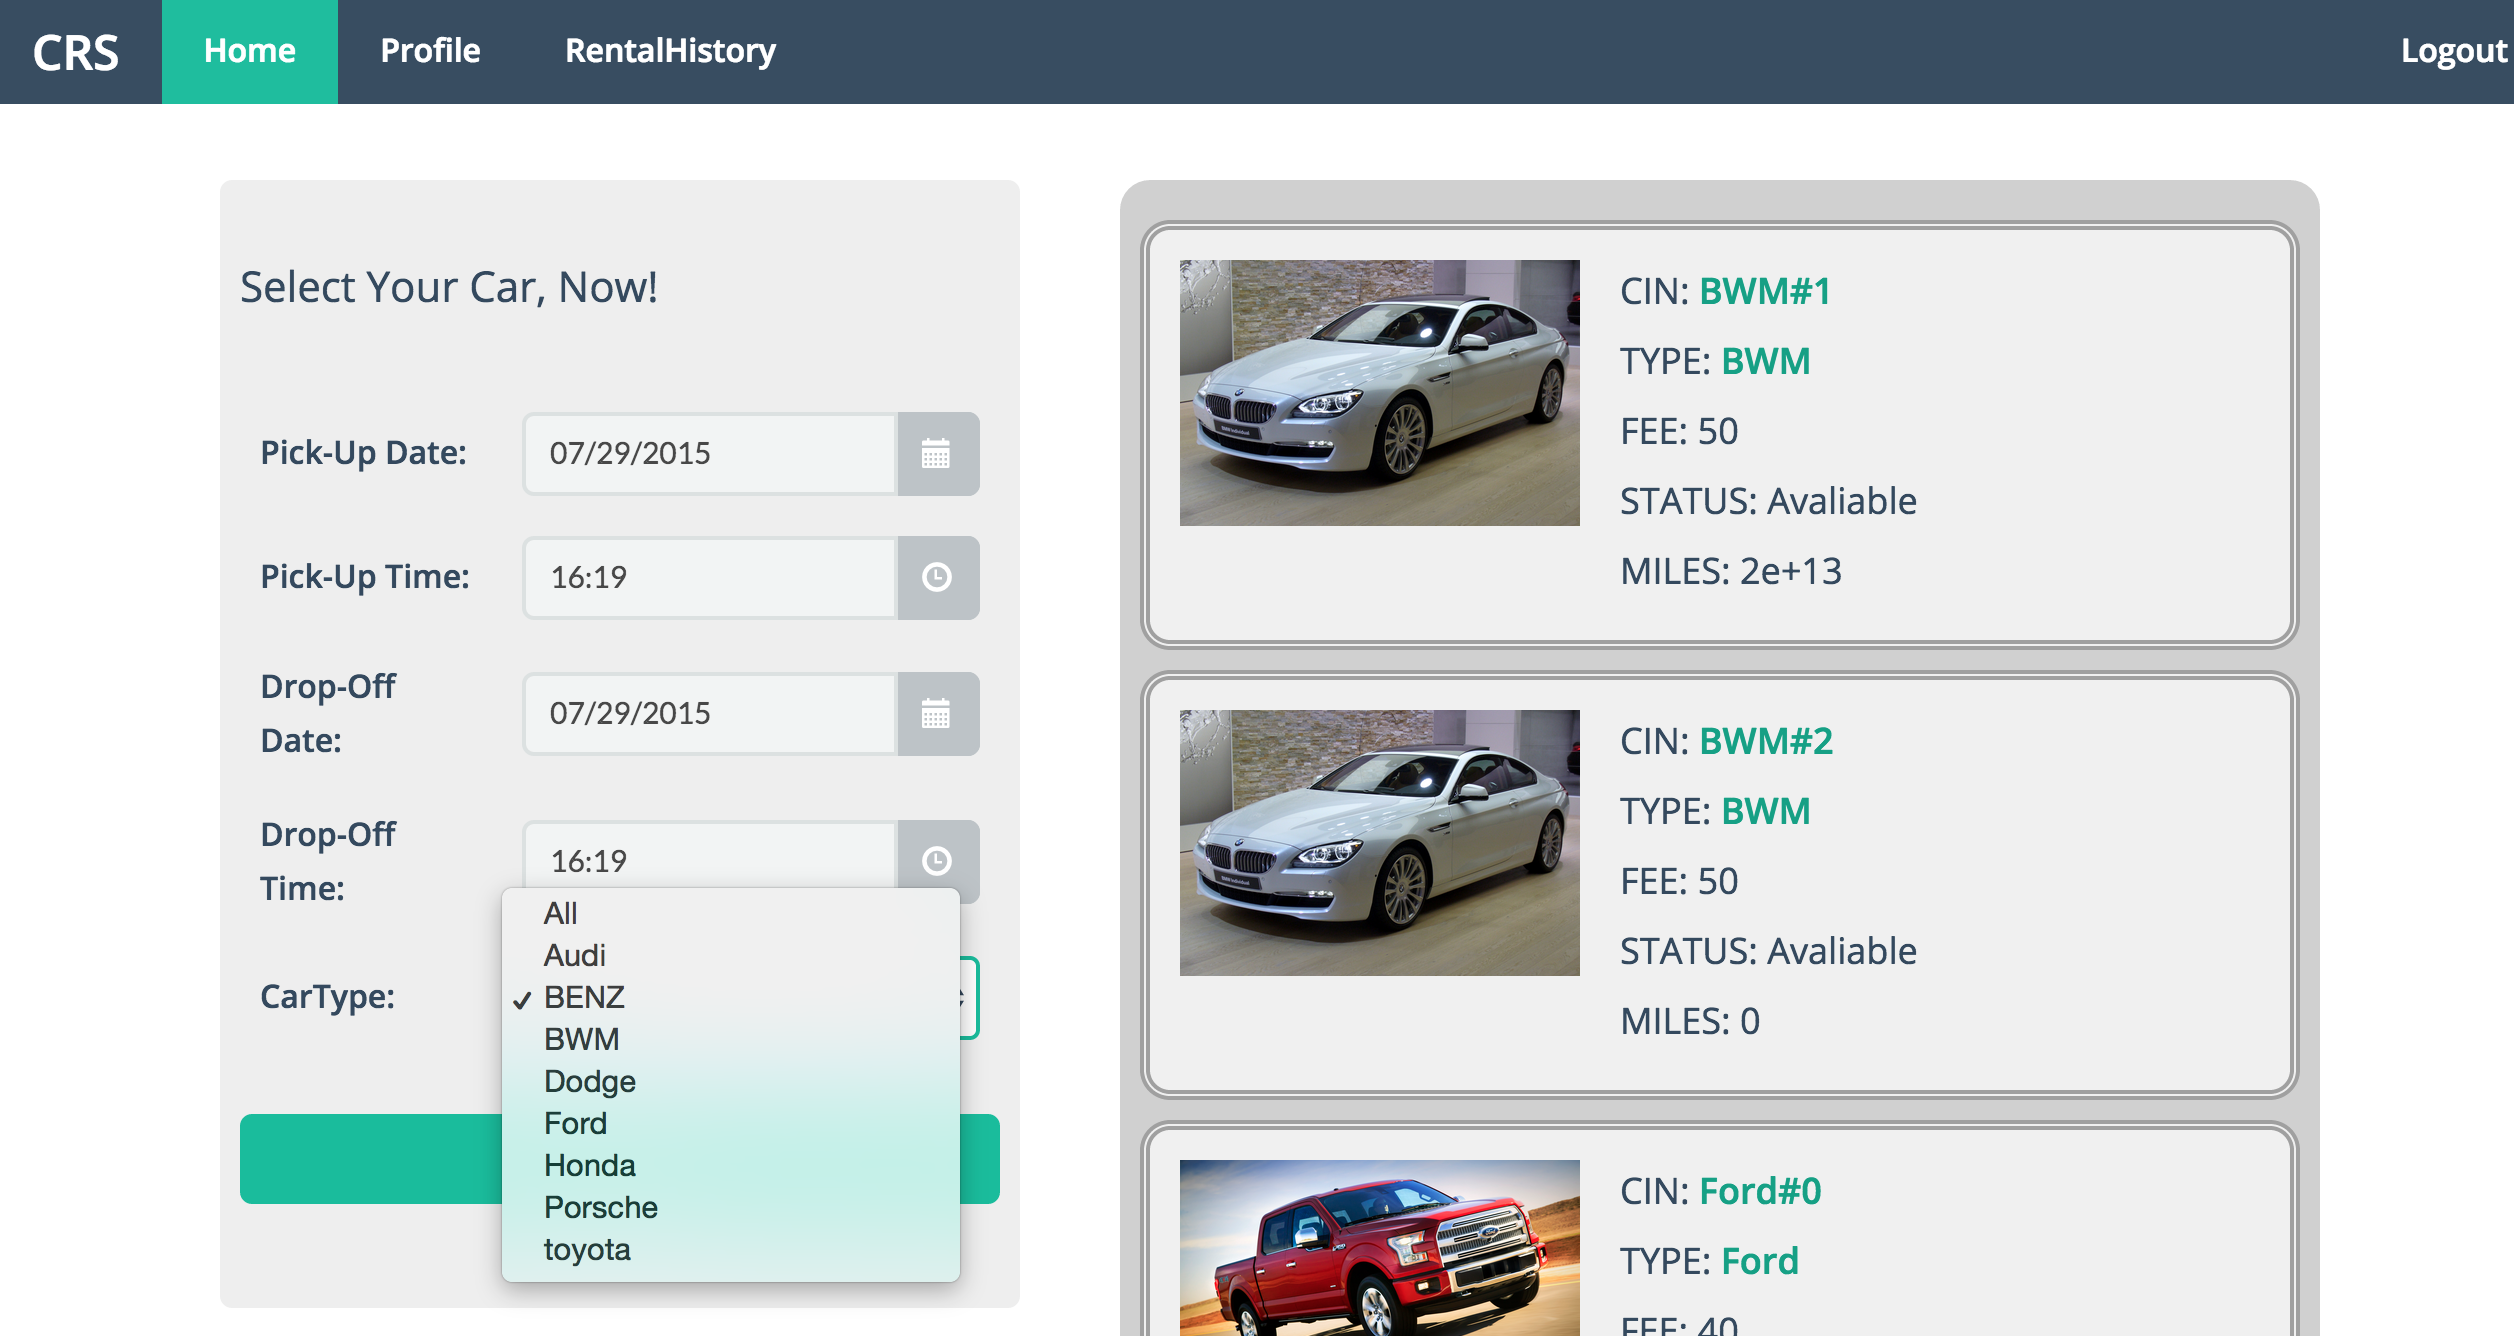 CRS Home Profile RentalHistory Logout
Select Your Car, Now!
Pick-Up Date: 07/29/2015
Pick-Up Time: 16:19
Drop-Off
Date:
07/29/2015
Drop-Off
Time:
16:19
CarType:
All
Audi
✓ BENZ
BWM
Dodge
Ford
Honda
Porsche
toyota
CIN: BWM#1
TYPE: BWM
FEE: 50
STATUS: Avaliable
MILES: 2e+13
CIN: BWM#2
TYPE: BWM
FEE: 50
STATUS: Avaliable
MILES: 0
CIN: Ford#0
TYPE: Ford
FEE: 40